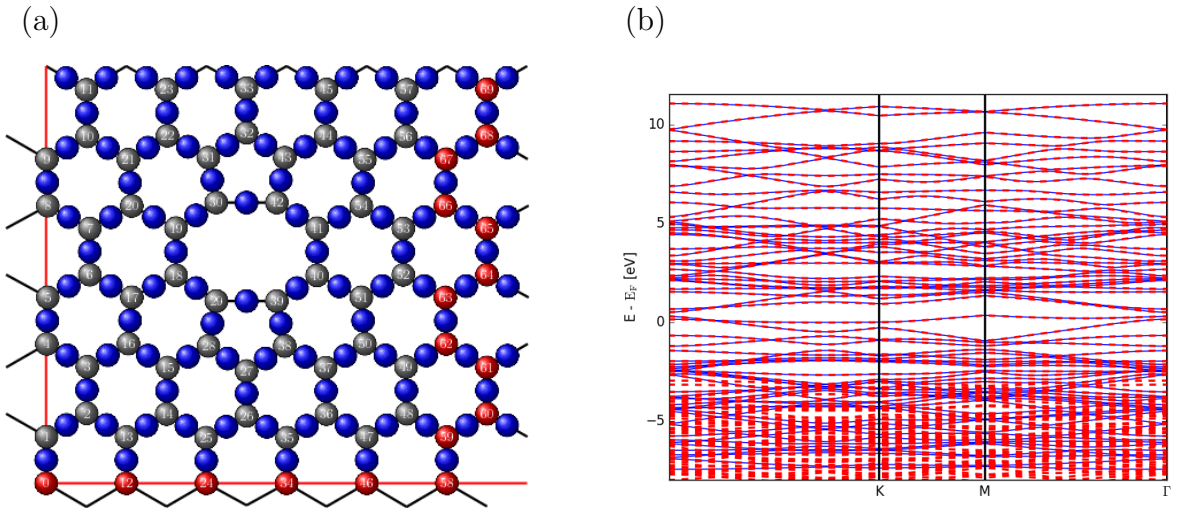 (a)
(b)
11 23 33 45 57 69
10 22 32 44 56 68
9 21 31 43 55 67
8 20 30 42 54 66
7 19 41 53 65
6 18 40 52 64
5 17 29 39 51 63
4 16 28 38 50 62
3 15 27 37 49 61
2 14 26 36 48 60
1 13 25 35 47 59
0 12 24 34 46 58
E - E_F [eV]
10
5
0
−5
K M Γ